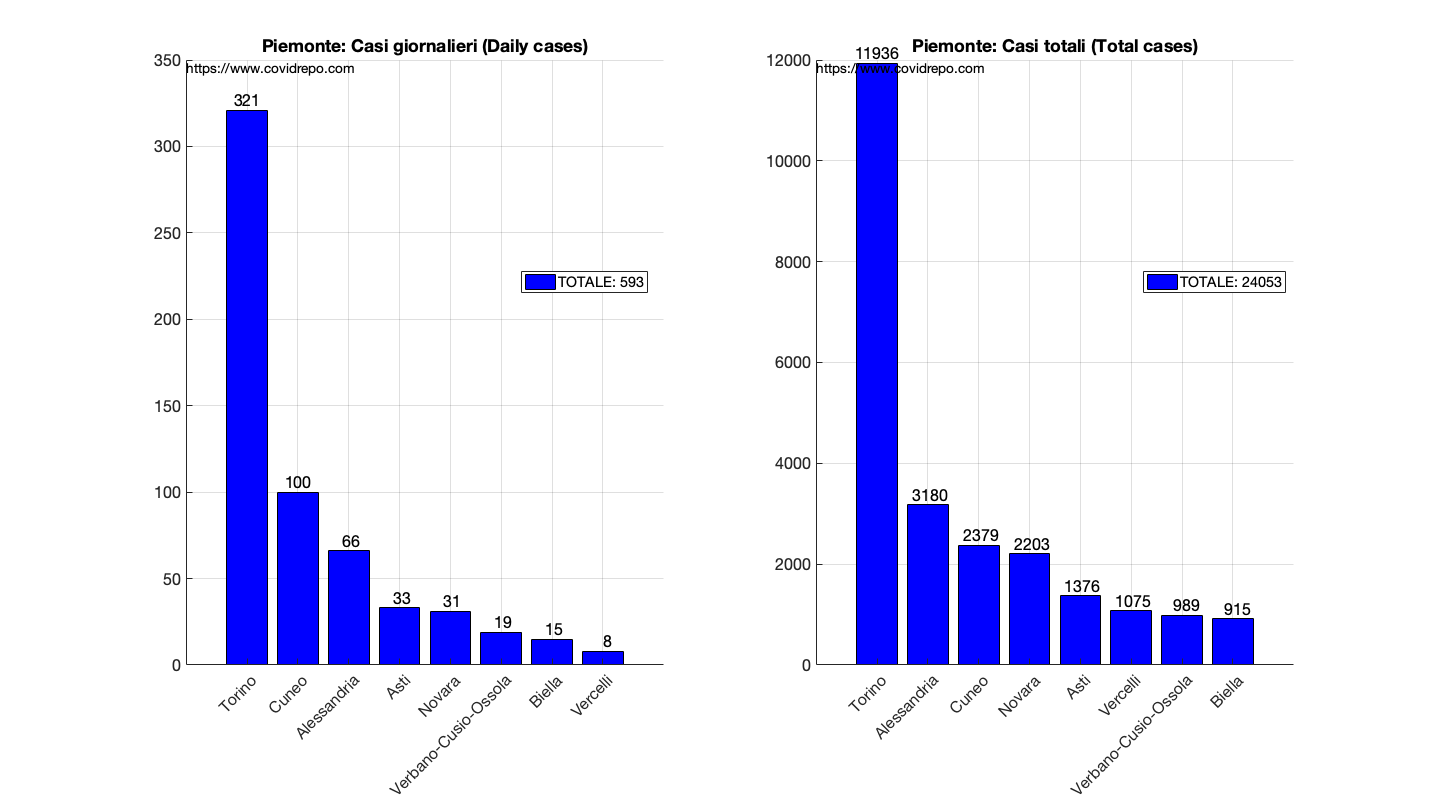 Piemonte: Casi giornalieri (Daily cases)
https://www.covidrepo.com
350
300
250
200
150
100
50
0
321
100
66
33
31
19
15
8
TOTALE: 593
Torino
Cuneo
Alessandria
Asti
Novara
Verbano-Cusio-Ossola
Biella
Vercelli
Piemonte: Casi totali (Total cases)
https://www.covidrepo.com
12000
10000
8000
6000
4000
2000
0
11936
3180
2379
2203
1376
1075
989
915
TOTALE: 24053
Torino
Alessandria
Cuneo
Novara
Asti
Vercelli
Verbano-Cusio-Ossola
Biella